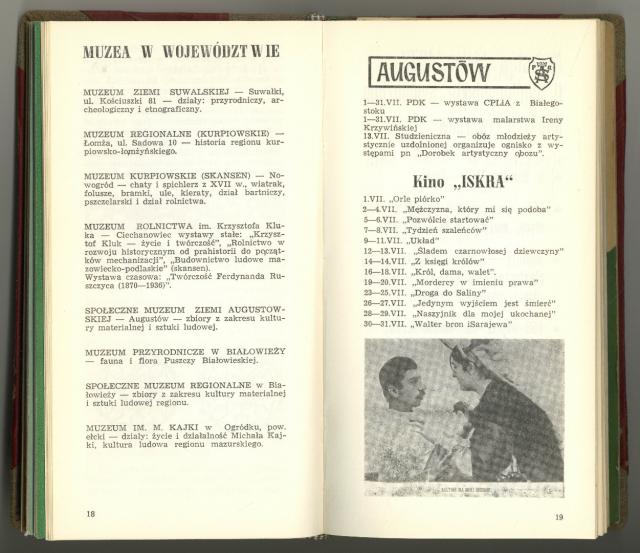 MUZEA W WOJEWÓDZTWIE
MUZEUM ZIEMI SUWALSKIEJ — Suwałki,
ul. Kościuszki 81 — działy: przyrodniczy, ar-
cheologiczny i etnograficzny.
MUZEUM REGIONALNE (KURPIOWSKIE) —
Łomża, ul. Sadowa 10 — historia regionu kur-
piowsko-łomżyńskiego.
MUZEUM KURPIOWSKIE (SKANSEN) — No-
wogród — chaty i spichlerz z XVII w., wiatrak,
folusze, bramki, ule, kieraty, dział bartniczy,
pszczelarski i dział rolnictwa.
MUZEUM ROLNICTWA im. Krzysztofa Klu-
ka — Ciechanowiec wystawy stałe: „Krzysz-
tof Kluk — życie i twórczość”, „Rolnictwo w
rozwoju historycznym od prahistorii do począt-
ków mechanizacji”, „Budownictwo ludowe ma-
zowiecko-podlaskie” (skansen).
Wystawa czasowa: „Twórczość Ferdynanda Ru-
szczyca (1870—1936)”.
SPOŁECZNE MUZEUM ZIEMI AUGUSTOW-
SKIEJ — Augustów — zbiory z zakresu kultu-
ry materialnej i sztuki ludowej.
MUZEUM PRZYRODNICZE W BIAŁOWIEŻY
— fauna i flora Puszczy Białowieskiej.
SPOŁECZNE MUZEUM REGIONALNE w Bia-
łowieży — zbiory z zakresu kultury materialnej
i sztuki ludowej regionu.
MUZEUM IM. M. KAJKI w Ogródku, pow.
ełcki — działy: życie i działalność Michała Kaj-
ki, kultura ludowa regionu mazurskiego.
18
AUGUSTÓW
1—31.VII. PDK — wystawa CPLiA z Białego-
stoku
1—31.VII. PDK — wystawa malarstwa Ireny
Krzywińskiej
13.VII. Studzieniczna — obóz młodzieży arty-
stycznie uzdolnionej organizuje ognisko z wy-
stępami pn „Dorobek artystyczny obozu”.
Kino „ISKRA“
1.VII. „Orle piórko”
2—4.VII. „Mężczyzna, który mi się podoba”
5—6.VII. „Pozwólcie startować”
7—8.VII. „Tydzień szaleńców”
9—11.VII. „Układ”
12—13.VII. „Śladem czarnowłosej dziewczyny”
14—14.VII. „Z księgi królów”
16—18.VII. „Król, dama, walet”.
19—20.VII. „Mordercy w imieniu prawa”
23—25.VII. „Droga do Saliny”
26—27.VII. „Jedynym wyjściem jest śmierć”
28—29.VII. „Naszyjnik dla mojej ukochanej”
30—31.VII. „Walter bron iSarajewa”
19